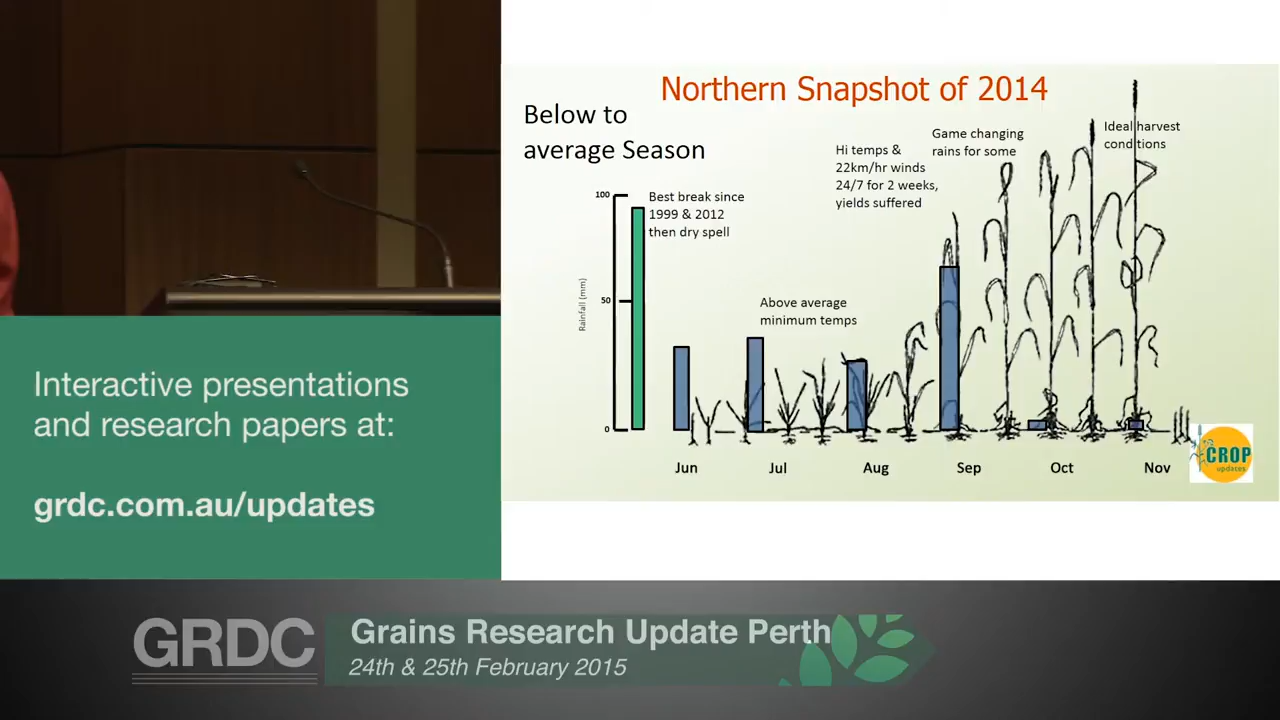 Northern Snapshot of 2014
Below to
average Season
Best break since
1999 & 2012
then dry spell
Above average
minimum temps
Hi temps &
22km/hr winds
24/7 for 2 weeks,
yields suffered
Game changing
rains for some
Ideal harvest
conditions
Rainfall (mm)
100
50
0
Jun
Jul
Aug
Sep
Oct
Nov
CROP
updates
Interactive presentations
and research papers at:
grdc.com.au/updates
GRDC
Grains Research Update Perth
24th & 25th February 2015